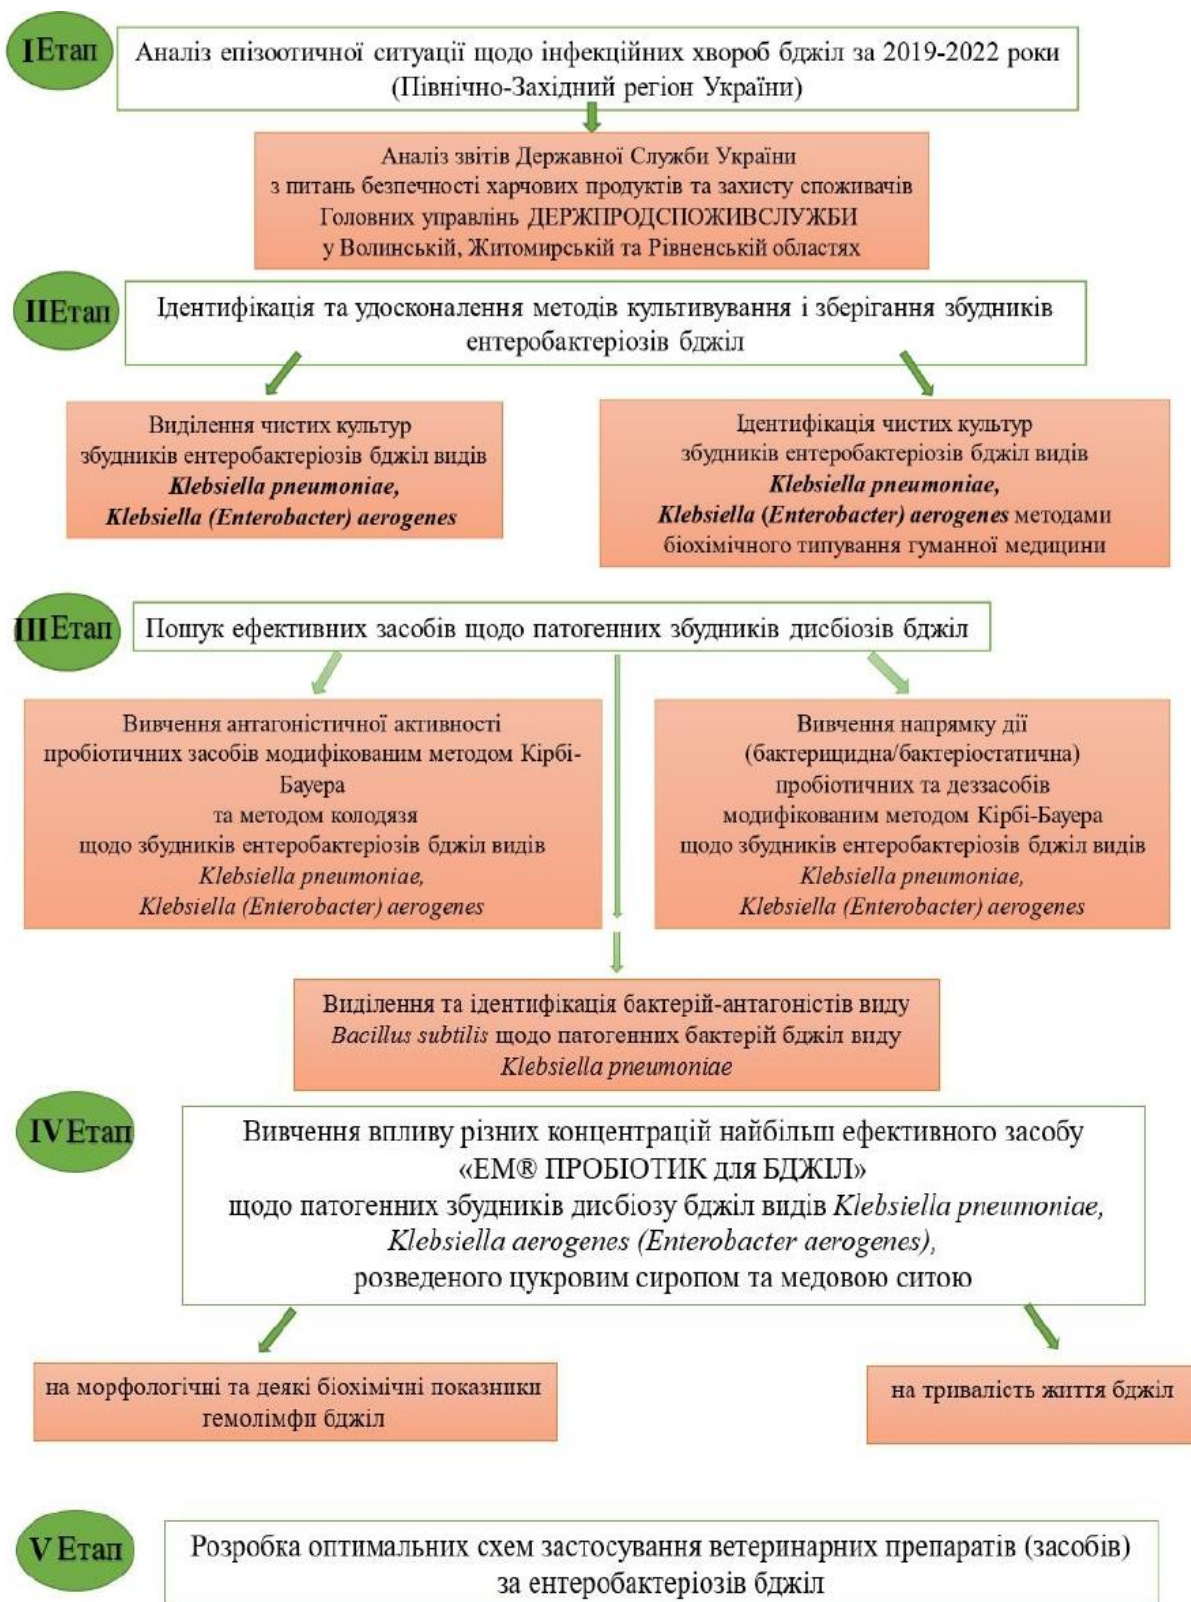 I Етап
Аналіз епізоотичної ситуації щодо інфекційних хвороб бджіл за 2019-2022 роки
(Північно-Західний регіон України)
Аналіз звітів Державної Служби України
з питань безпечності харчових продуктів та захисту споживачів
Головних управлінь ДЕРЖПРОДСПОЖИВСЛУЖБИ
у Волинській, Житомирській та Рівненській областях
II Етап
Ідентифікація та удосконалення методів культивування і зберігання збудників
ентеробактеріозів бджіл
Виділення чистих культур
збудників ентеробактеріозів бджіл видів
Klebsiella pneumoniae,
Klebsiella (Enterobacter) aerogenes
Ідентифікація чистих культур
збудників ентеробактеріозів бджіл видів
Klebsiella pneumoniae,
Klebsiella (Enterobacter) aerogenes методами
біохімічного типування гуманної медицини
III Етап
Пошук ефективних засобів щодо патогенних збудників дисбіозів бджіл
Вивчення антагоністичної активності
пробіотичних засобів модифікованим методом Кірбі-
Бауера
та методом колодязя
щодо збудників ентеробактеріозів бджіл видів
Klebsiella pneumoniae,
Klebsiella (Enterobacter) aerogenes
Вивчення напрямку дії
(бактерицидна/бактеріостатична)
пробіотичних та деззасобів
модифікованим методом Кірбі-Бауера
щодо збудників ентеробактеріозів бджіл видів
Klebsiella pneumoniae,
Klebsiella (Enterobacter) aerogenes
Виділення та ідентифікація бактерій-антагоністів виду
Bacillus subtilis щодо патогенних бактерій бджіл виду
Klebsiella pneumoniae
IV Етап
Вивчення впливу різних концентрацій найбільш ефективного засобу
«ЕМ® ПРОБІОТИК для БДЖІЛ»
щодо патогенних збудників дисбіозу бджіл видів Klebsiella pneumoniae,
Klebsiella aerogenes (Enterobacter aerogenes),
розведеного цукровим сиропом та медовою ситою
на морфологічні та деякі біохімічні показники
гемолімфи бджіл
на тривалість життя бджіл
V Етап
Розробка оптимальних схем застосування ветеринарних препаратів (засобів)
за ентеробактеріозів бджіл